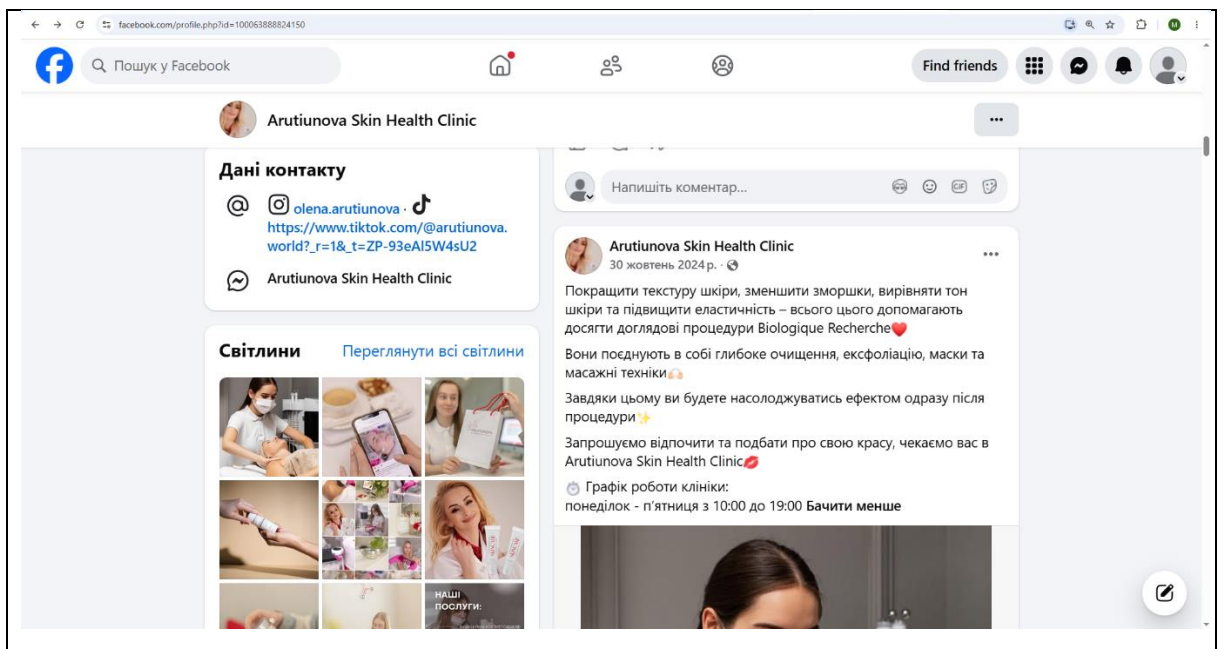 facebook.com/profile.php?id=100063888824150
M
Пошук у Facebook
Find friends
Arutiunova Skin Health Clinic
Дані контакту
olena.arutiunova ·
https://www.tiktok.com/@arutiunova.
world?_r=1&_t=ZP-93eAl5W4sU2
Arutiunova Skin Health Clinic
Світлини
Переглянути всі світлини
НАШІ
ПОСЛУГИ:
Напишіть коментар...
GIF
Arutiunova Skin Health Clinic
30 жовтень 2024 р. ·
Покращити текстуру шкіри, зменшити зморшки, вирівняти тон
шкіри та підвищити еластичність – всього цього допомагають
досягти доглядові процедури Biologique Recherche❤️
Вони поєднують в собі глибоке очищення, ексфоліацію, маски та
масажні техніки🙌🏻
Завдяки цьому ви будете насолоджуватись ефектом одразу після
процедури✨
Запрошуємо відпочити та подбати про свою красу, чекаємо вас в
Arutiunova Skin Health Clinic💋
⏱ Графік роботи клініки:
понеділок - п'ятниця з 10:00 до 19:00 Бачити менше